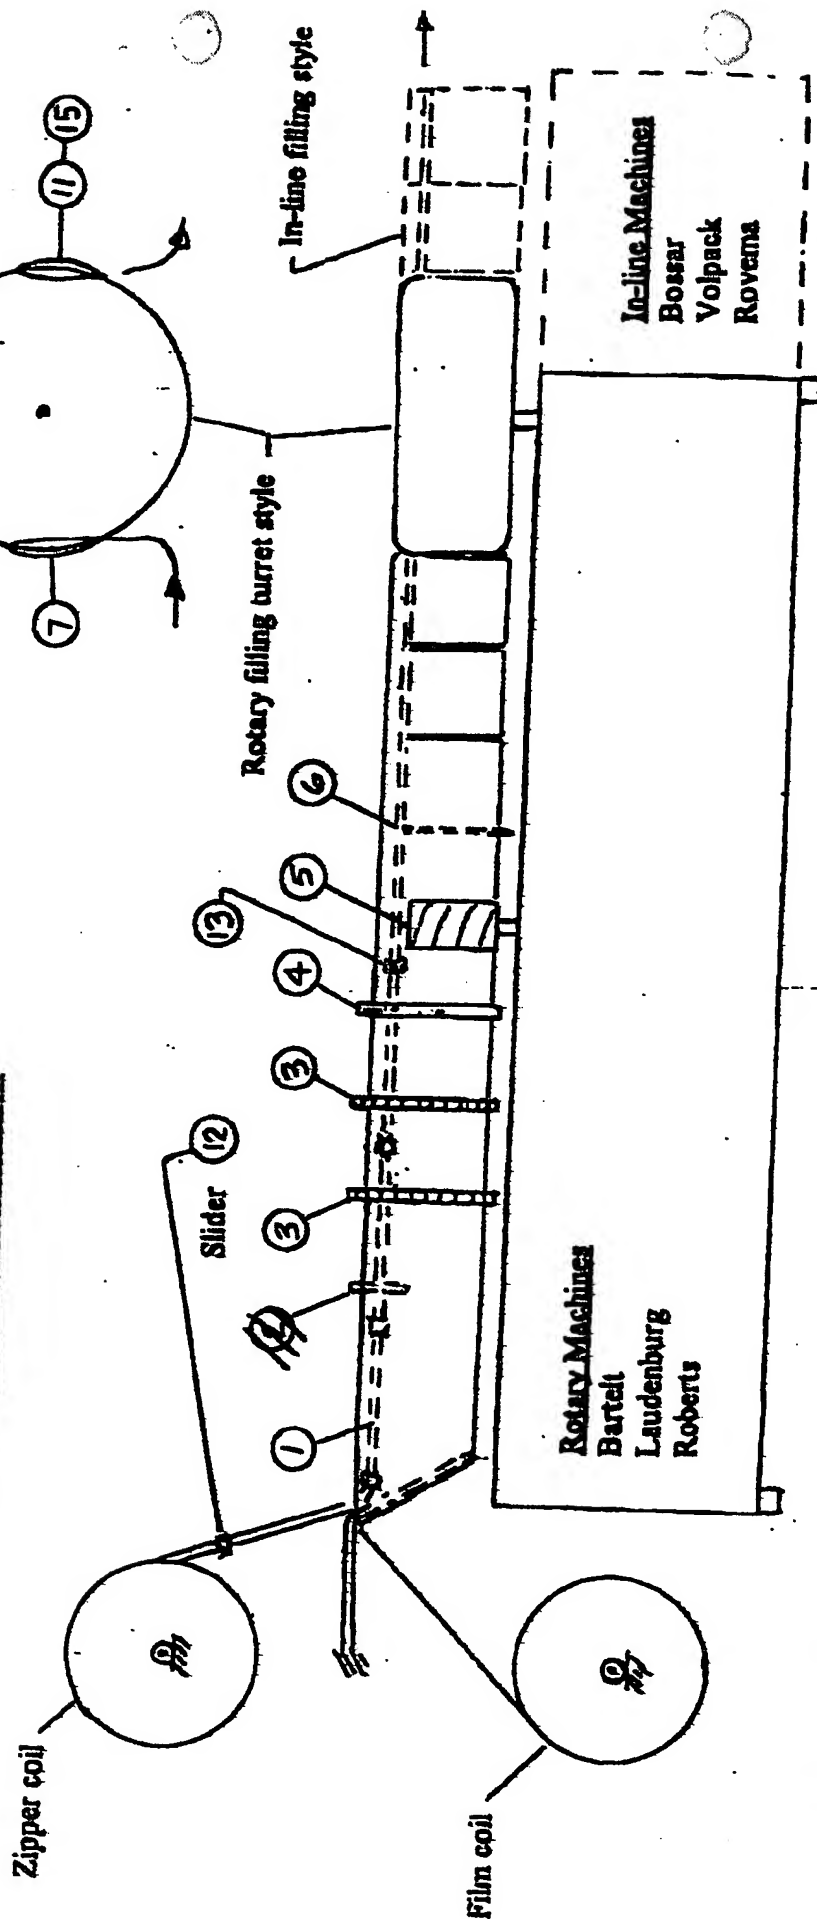 Zipper coil
Film coil
12
Slider
1
3
3
4
13
5
6
Rotary filling turret style
7
11
15
In-line filling style
Rotary Machines
Bartelt
Laudenburg
Roberts
In-line Machines
Bossar
Volpack
Rovema